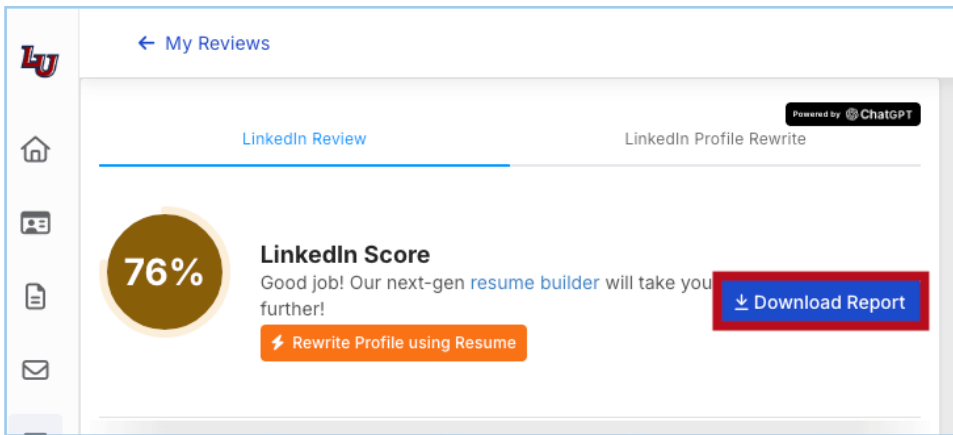 LU
← My Reviews
Powered by ChatGPT
LinkedIn Review
LinkedIn Profile Rewrite
76%
LinkedIn Score
Good job! Our next-gen resume builder will take you
further!
Download Report
Rewrite Profile using Resume